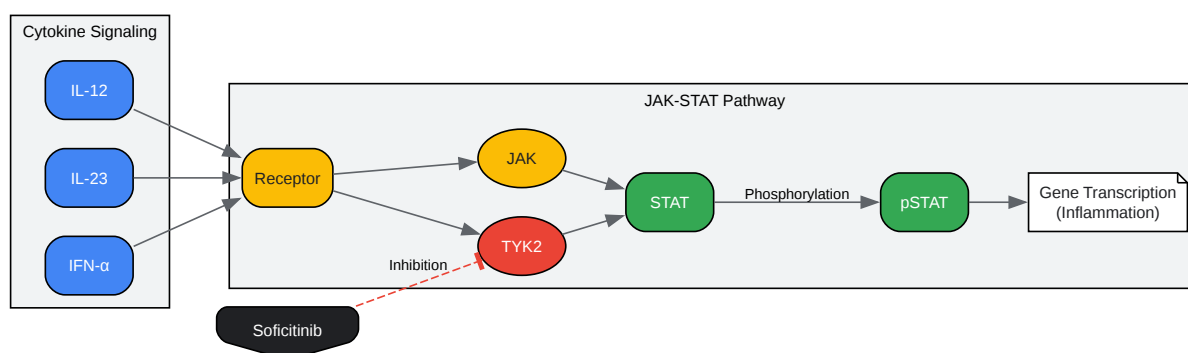 Cytokine Signaling
IL-12
IL-23
IFN-α
JAK-STAT Pathway
Receptor
JAK
TYK2
STAT
Phosphorylation
pSTAT
Gene Transcription
(Inflammation)
Inhibition
Soficitinib